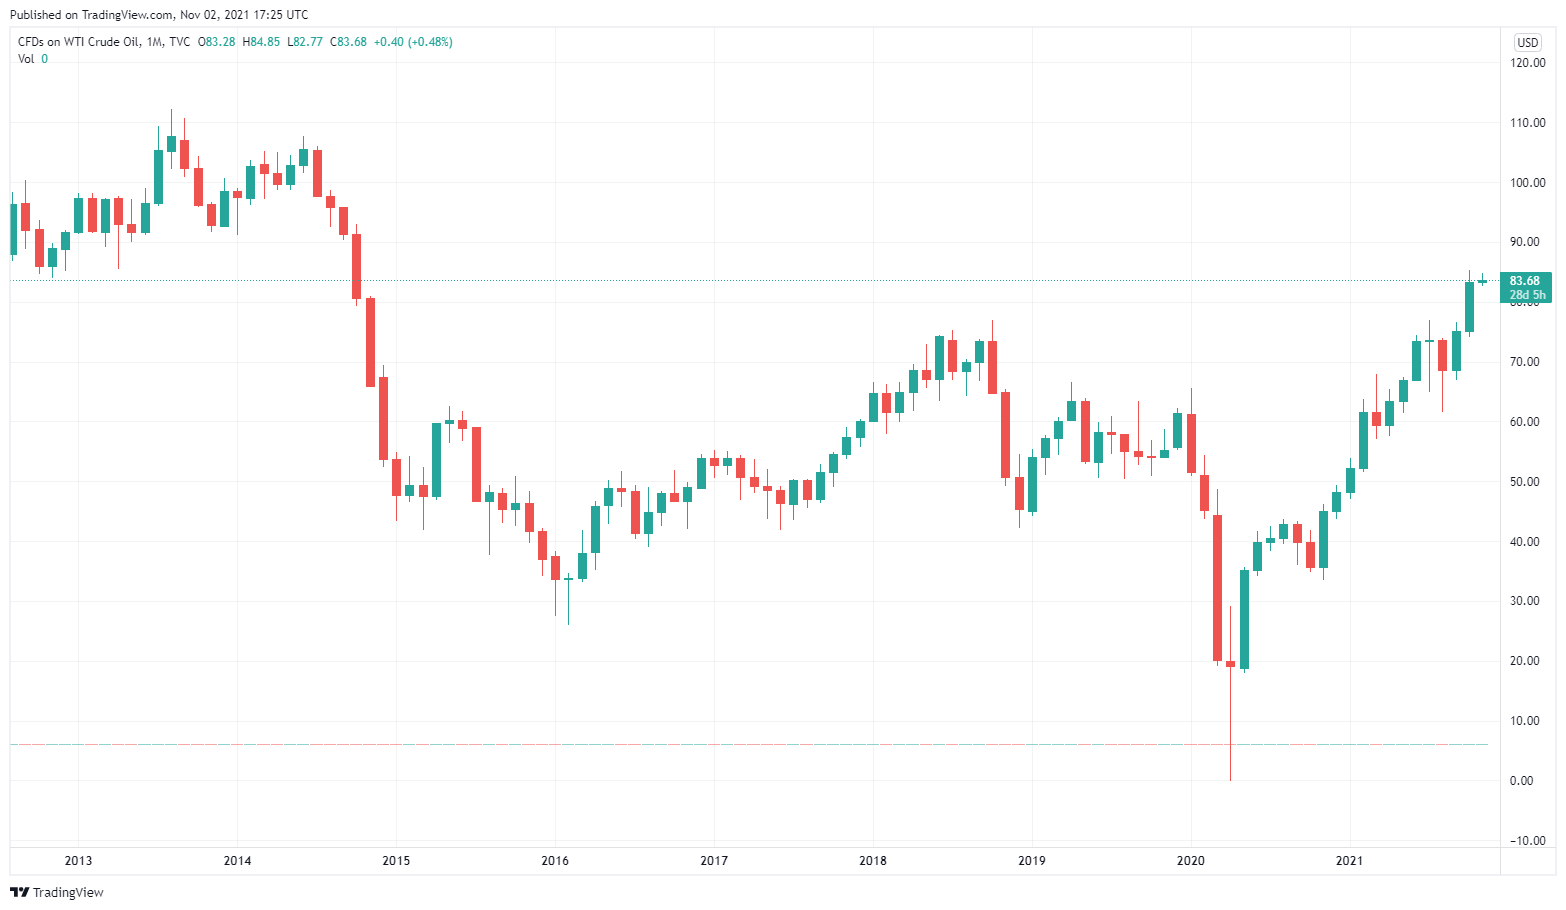 Published on TradingView.com, Nov 02, 2021 17:25 UTC
CFDs on WTI Crude Oil, 1M, TVC O83.28 H84.85 L82.77 C83.68 +0.40 (+0.48%)
Vol 0
USD
120.00
110.00
100.00
90.00
83.68
28d 5h
80.00
70.00
60.00
50.00
40.00
30.00
20.00
10.00
0.00
−10.00
2013 2014 2015 2016 2017 2018 2019 2020 2021
TradingView